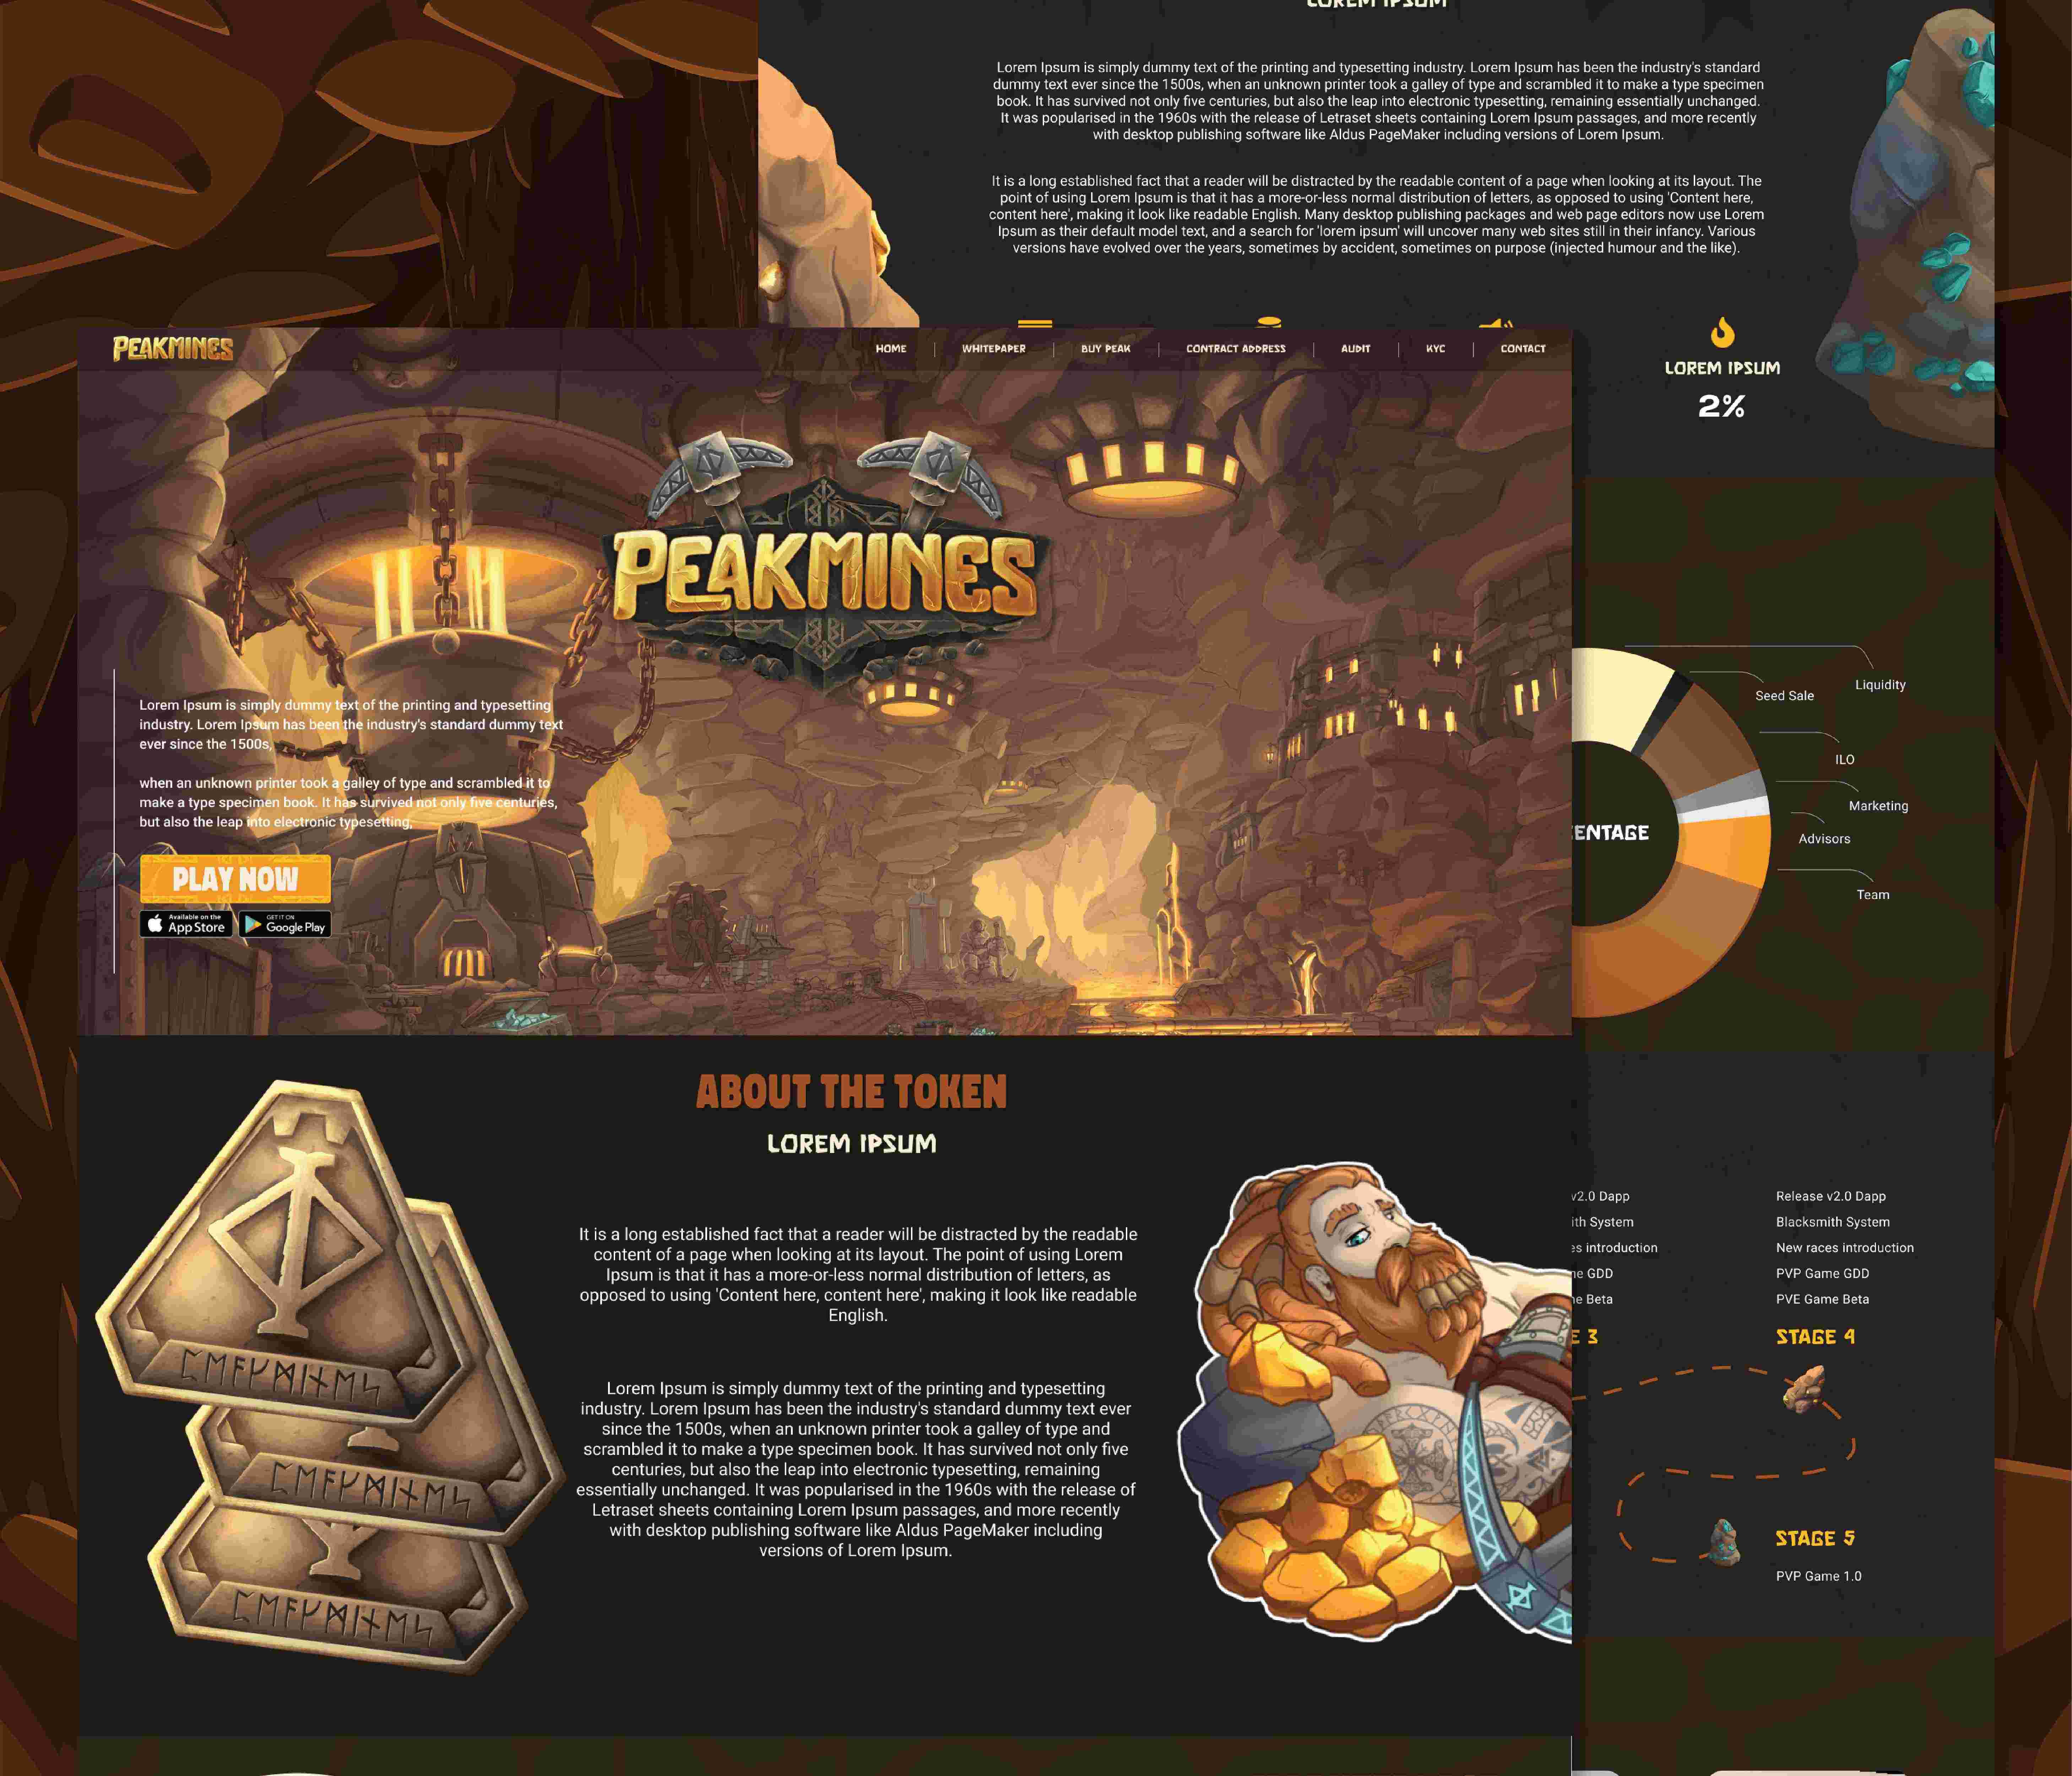 LOREM IPSUM
Lorem Ipsum is simply dummy text of the printing and typesetting industry. Lorem Ipsum has been the industry's standard
dummy text ever since the 1500s, when an unknown printer took a galley of type and scrambled it to make a type specimen
book. It has survived not only five centuries, but also the leap into electronic typesetting, remaining essentially unchanged.
It was popularised in the 1960s with the release of Letraset sheets containing Lorem Ipsum passages, and more recently
with desktop publishing software like Aldus PageMaker including versions of Lorem Ipsum.
It is a long established fact that a reader will be distracted by the readable content of a page when looking at its layout. The
point of using Lorem Ipsum is that it has a more-or-less normal distribution of letters, as opposed to using 'Content here,
content here', making it look like readable English. Many desktop publishing packages and web page editors now use Lorem
Ipsum as their default model text, and a search for 'lorem ipsum' will uncover many web sites still in their infancy. Various
versions have evolved over the years, sometimes by accident, sometimes on purpose (injected humour and the like).
LOREM IPSUM
2%
PEAKMINES
HOME
WHITEPAPER
BUY PEAK
CONTRACT ADDRESS
AUDIT
KYC
CONTACT
PEAKMINES
Lorem Ipsum is simply dummy text of the printing and typesetting
industry. Lorem Ipsum has been the industry's standard dummy text
ever since the 1500s,
when an unknown printer took a galley of type and scrambled it to
make a type specimen book. It has survived not only five centuries,
but also the leap into electronic typesetting,
PLAY NOW
Available on the
App Store
GET IT ON
Google Play
Liquidity
Seed Sale
ILO
Marketing
ENTAGE
Advisors
Team
ABOUT THE TOKEN
LOREM IPSUM
It is a long established fact that a reader will be distracted by the readable
content of a page when looking at its layout. The point of using Lorem
Ipsum is that it has a more-or-less normal distribution of letters, as
opposed to using 'Content here, content here', making it look like readable
English.
Lorem Ipsum is simply dummy text of the printing and typesetting
industry. Lorem Ipsum has been the industry's standard dummy text ever
since the 1500s, when an unknown printer took a galley of type and
scrambled it to make a type specimen book. It has survived not only five
centuries, but also the leap into electronic typesetting, remaining
essentially unchanged. It was popularised in the 1960s with the release of
Letraset sheets containing Lorem Ipsum passages, and more recently
with desktop publishing software like Aldus PageMaker including
versions of Lorem Ipsum.
v2.0 Dapp
ith System
es introduction
ne GDD
ne Beta
E 3
Release v2.0 Dapp
Blacksmith System
New races introduction
PVP Game GDD
PVE Game Beta
STAGE 4
STAGE 5
PVP Game 1.0